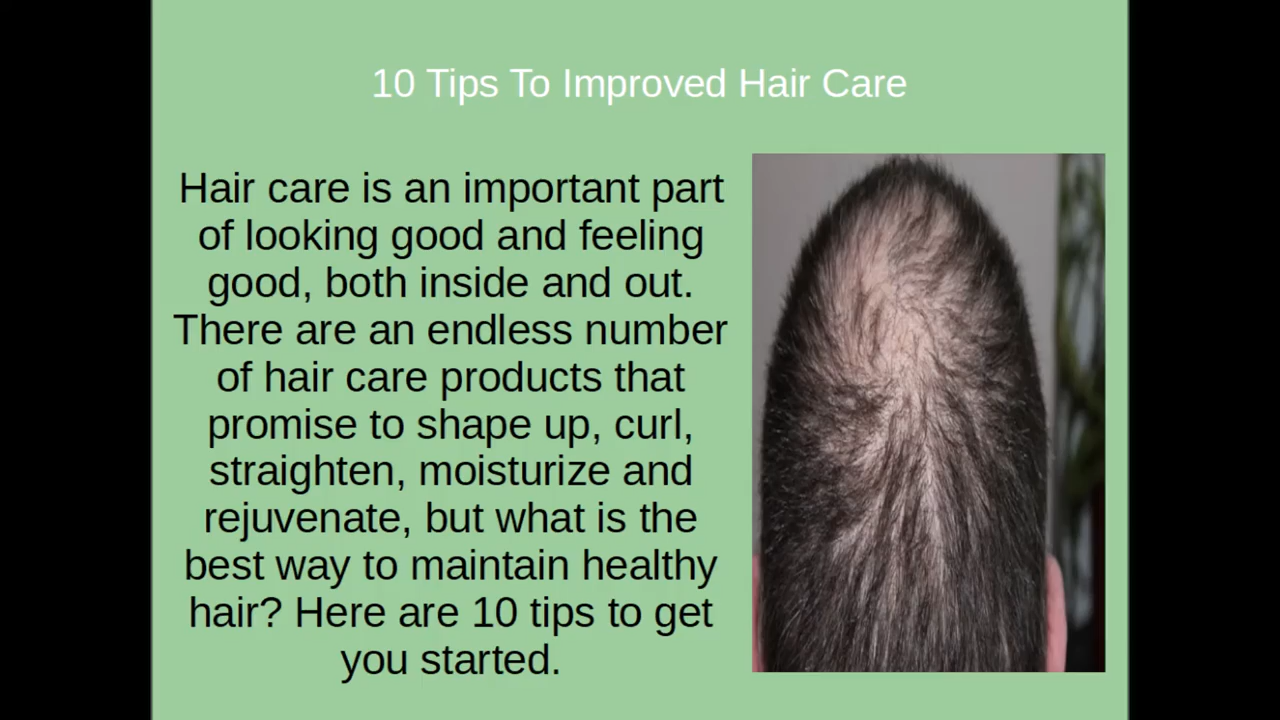 10 Tips To Improved Hair Care
Hair care is an important part
of looking good and feeling
good, both inside and out.
There are an endless number
of hair care products that
promise to shape up, curl,
straighten, moisturize and
rejuvenate, but what is the
best way to maintain healthy
hair? Here are 10 tips to get
you started.